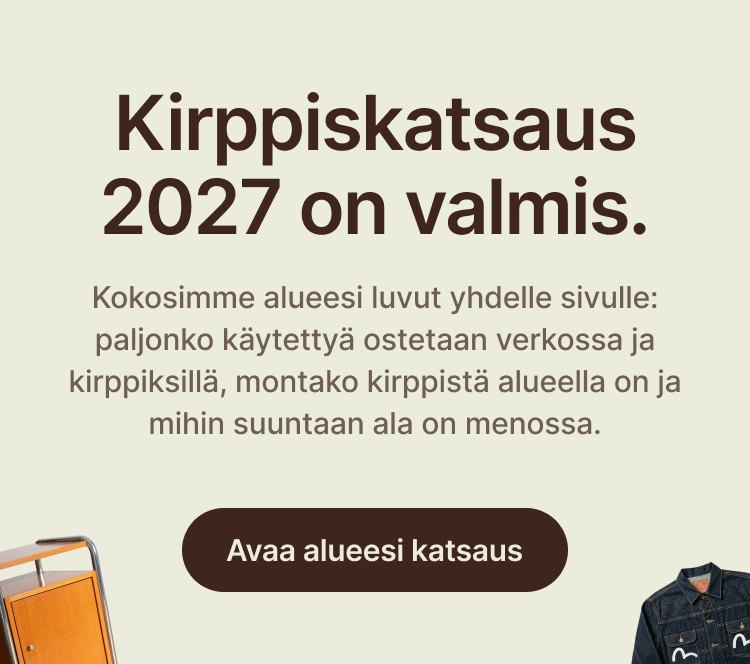 Kirppiskatsaus
2027 on valmis.
Kokosimme alueesi luvut yhdelle sivulle:
paljonko käytettyä ostetaan verkossa ja
kirppiksillä, montako kirppistä alueella on ja
mihin suuntaan ala on menossa.
Avaa alueesi katsaus